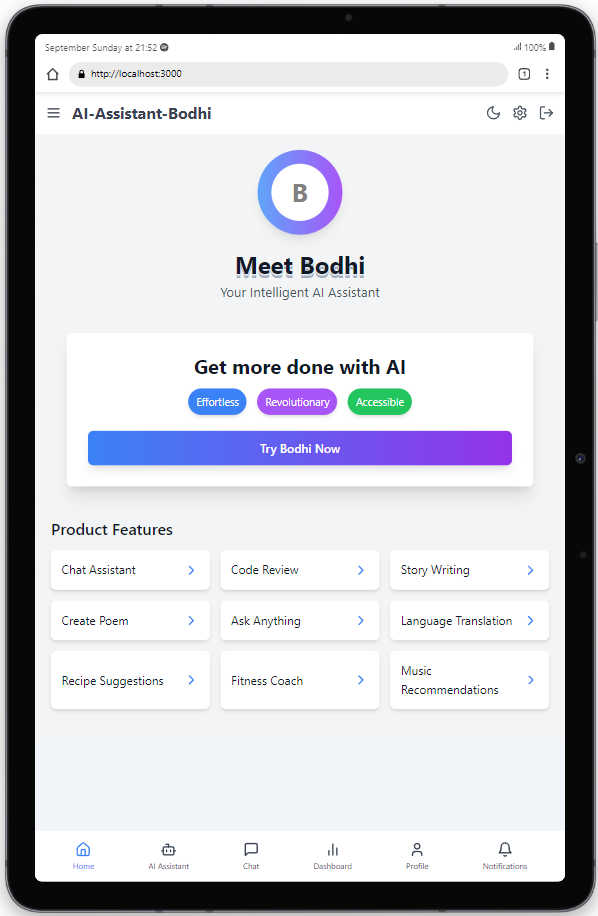 September Sunday at 21:52
100%
http://localhost:3000
1
AI-Assistant-Bodhi
B
Meet Bodhi
Your Intelligent AI Assistant
Get more done with AI
Effortless Revolutionary Accessible
Try Bodhi Now
Product Features
Chat Assistant
Code Review
Story Writing
Create Poem
Ask Anything
Language Translation
Recipe Suggestions
Fitness Coach
Music
Recommendations
Home
AI Assistant
Chat
Dashboard
Profile
Notifications